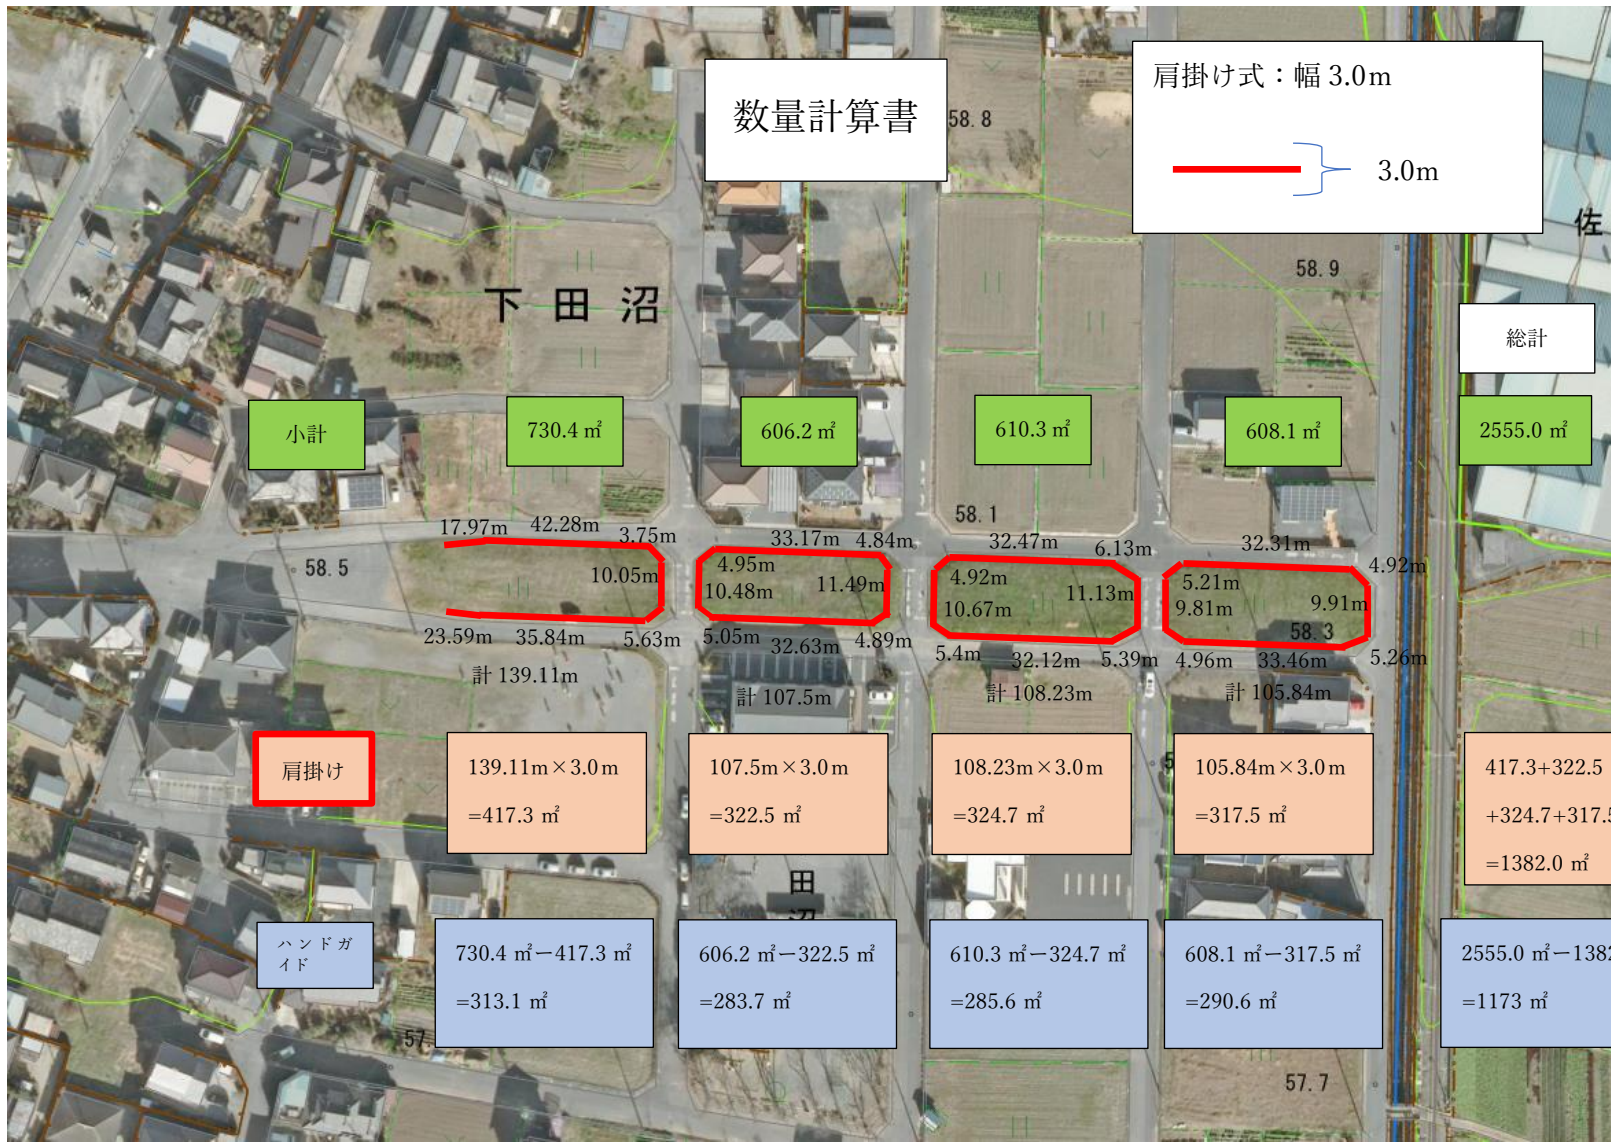 数量計算書
肩掛け式：幅 3.0m
3.0m
58.8
佐
58.9
下田沼
総計
小計
730.4 ㎡
606.2 ㎡
610.3 ㎡
608.1 ㎡
2555.0 ㎡
58.1
17.97m
42.28m
3.75m
33.17m
4.84m
32.47m
6.13m
32.31m
4.92m
58.5
10.05m
4.95m
10.48m
11.49m
4.92m
10.67m
11.13m
5.21m
9.81m
9.91m
58.3
23.59m
35.84m
5.63m
5.05m
32.63m
4.89m
5.4m
32.12m
5.39m
4.96m
33.46m
5.26m
計 139.11m
計 107.5m
計 108.23m
計 105.84m
肩掛け
139.11m×3.0m
=417.3 ㎡
107.5m×3.0m
=322.5 ㎡
108.23m×3.0m
=324.7 ㎡
105.84m×3.0m
=317.5 ㎡
417.3+322.5
+324.7+317.5
=1382.0 ㎡
田
沼
ハンドガ
イド
730.4 ㎡－417.3 ㎡
=313.1 ㎡
606.2 ㎡－322.5 ㎡
=283.7 ㎡
610.3 ㎡－324.7 ㎡
=285.6 ㎡
608.1 ㎡－317.5 ㎡
=290.6 ㎡
2555.0 ㎡－1382
=1173 ㎡
57.
57.7